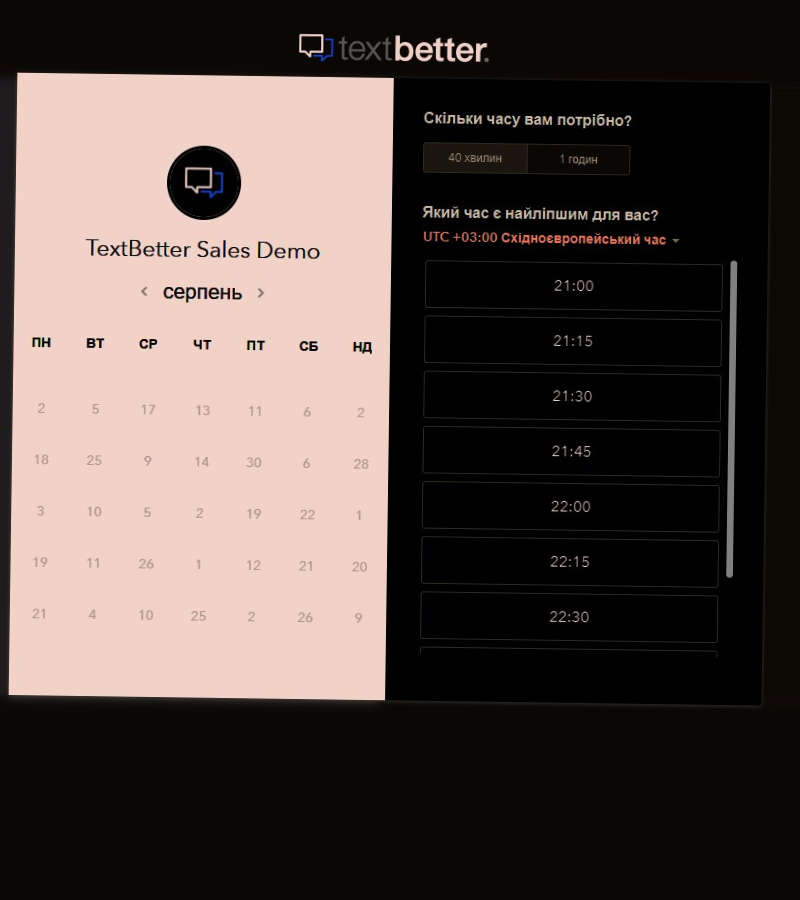 textbetter.
TextBetter Sales Demo
серпень
ПН ВТ СР ЧТ ПТ СБ НД
2 5 17 13 11 6 2
18 25 9 14 30 6 28
3 10 5 2 19 22 1
19 11 26 1 12 21 20
21 4 10 25 2 26 9
Скільки часу вам потрібно?
40 хвилин 1 годин
Який час є найліпшим для вас?
UTC +03:00 Східноєвропейський час
21:00
21:15
21:30
21:45
22:00
22:15
22:30